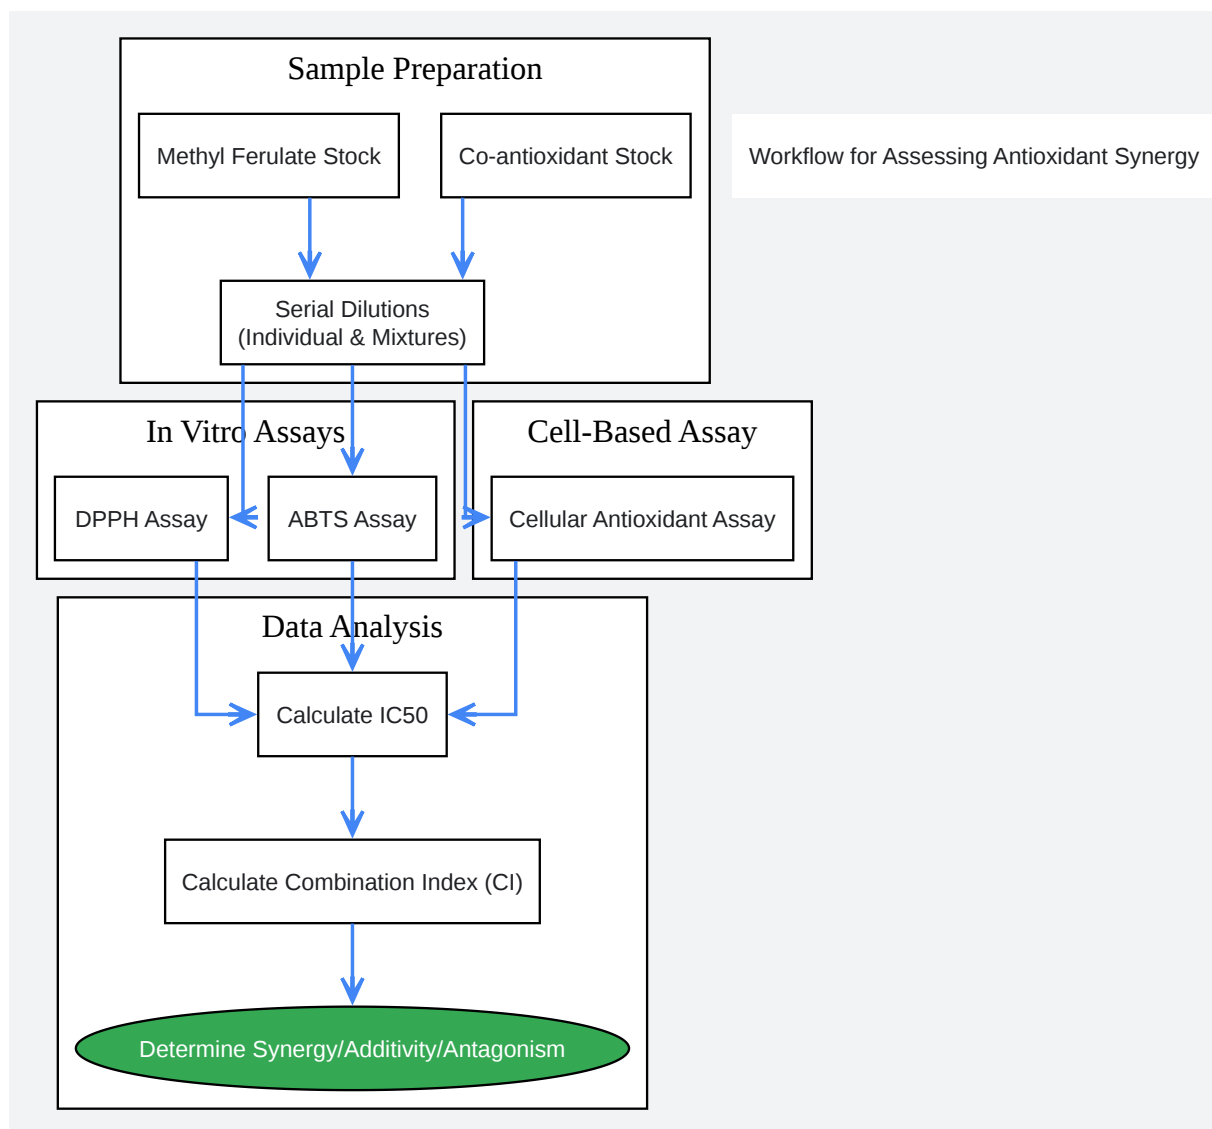 Sample Preparation
Methyl Ferulate Stock
Co-antioxidant Stock
Workflow for Assessing Antioxidant Synergy
Serial Dilutions
(Individual & Mixtures)
In Vitro Assays
Cell-Based Assay
DPPH Assay
ABTS Assay
Cellular Antioxidant Assay
Data Analysis
Calculate IC50
Calculate Combination Index (CI)
Determine Synergy/Additivity/Antagonism